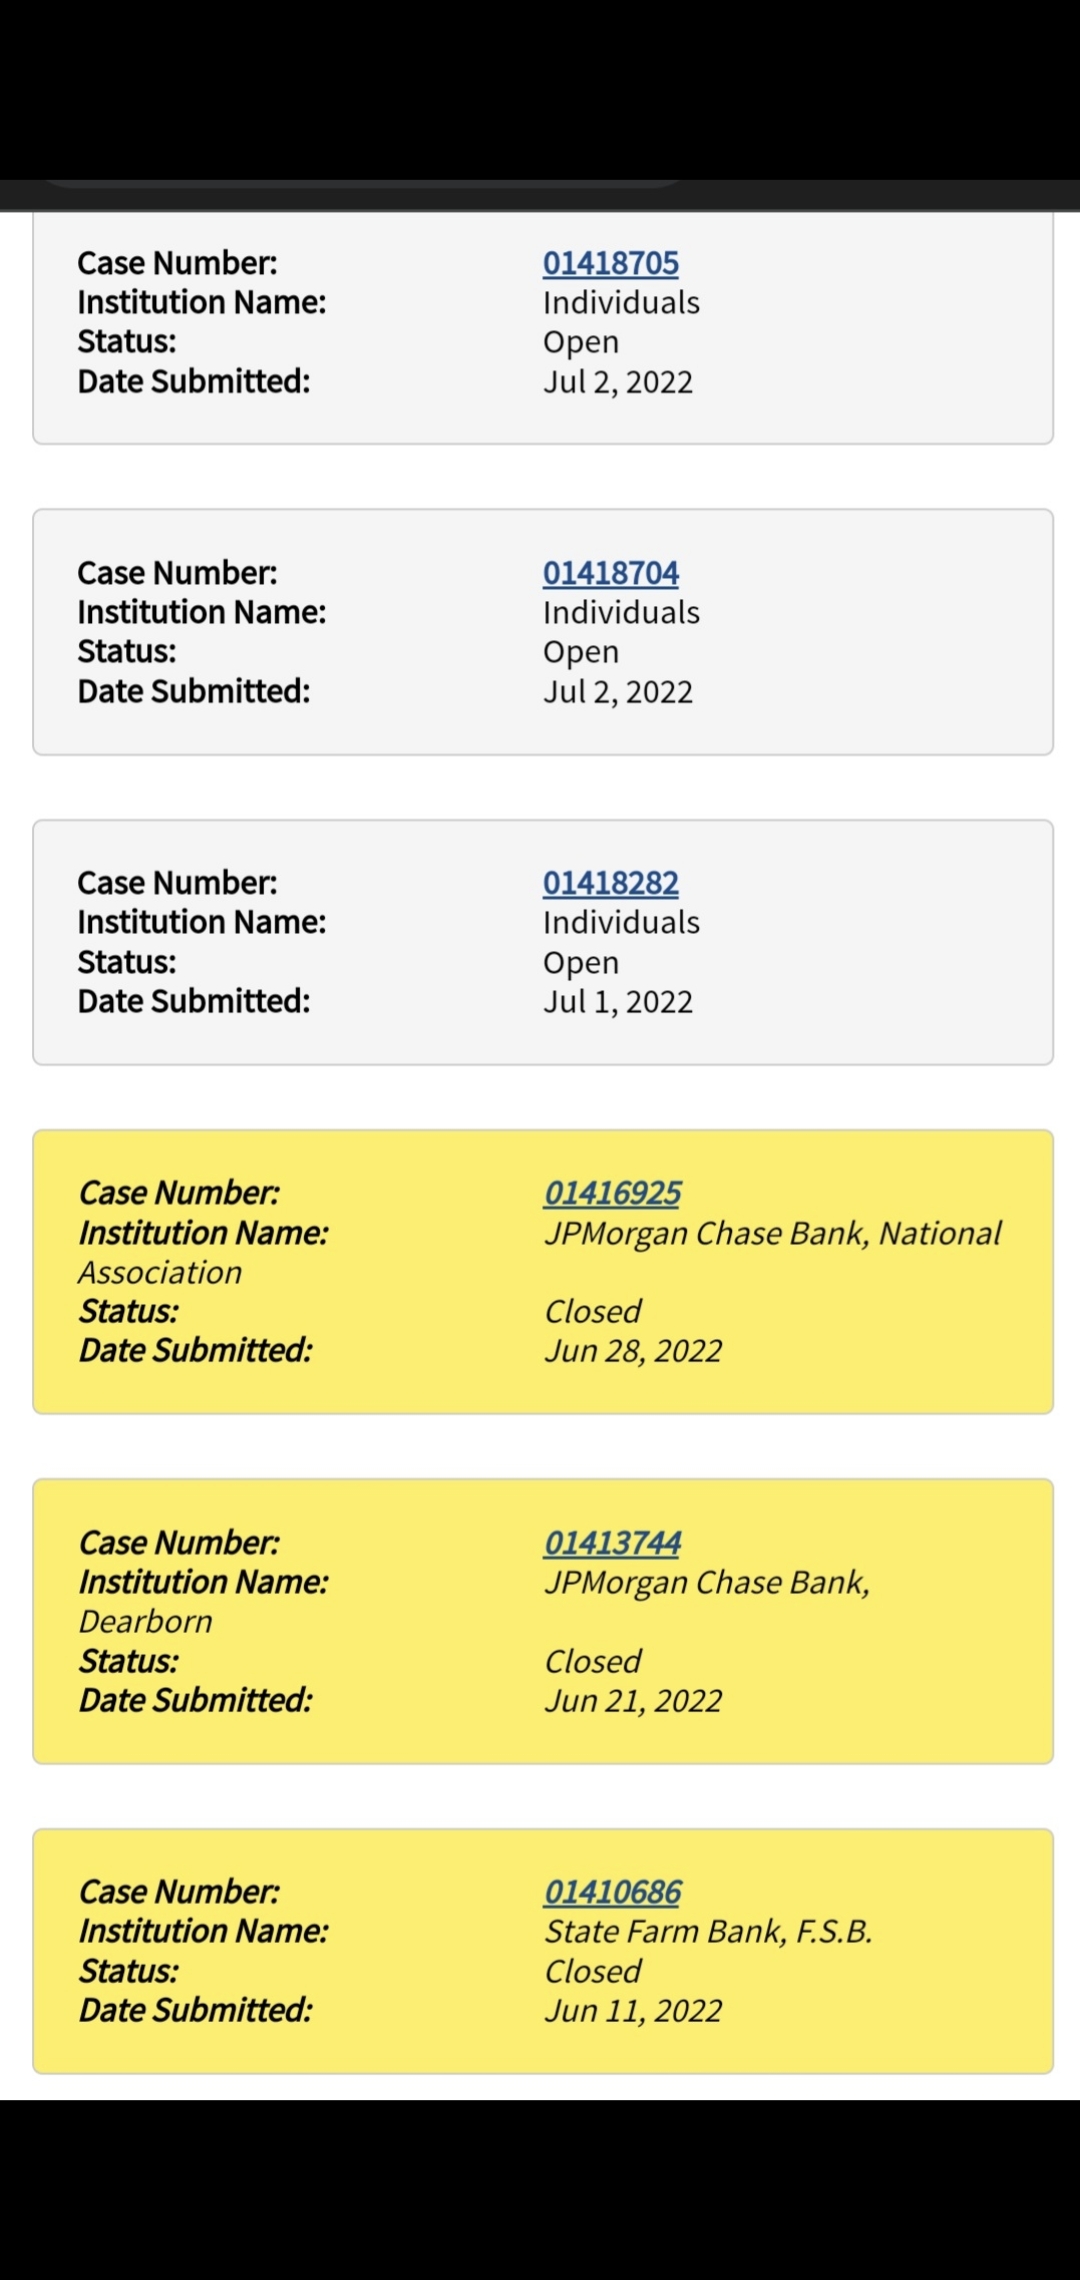 Case Number: 01418705
Institution Name: Individuals
Status: Open
Date Submitted: Jul 2, 2022
Case Number: 01418704
Institution Name: Individuals
Status: Open
Date Submitted: Jul 2, 2022
Case Number: 01418282
Institution Name: Individuals
Status: Open
Date Submitted: Jul 1, 2022
Case Number: 01416925
Institution Name: JPMorgan Chase Bank, National
Association
Status: Closed
Date Submitted: Jun 28, 2022
Case Number: 01413744
Institution Name: JPMorgan Chase Bank,
Dearborn
Status: Closed
Date Submitted: Jun 21, 2022
Case Number: 01410686
Institution Name: State Farm Bank, F.S.B.
Status: Closed
Date Submitted: Jun 11, 2022